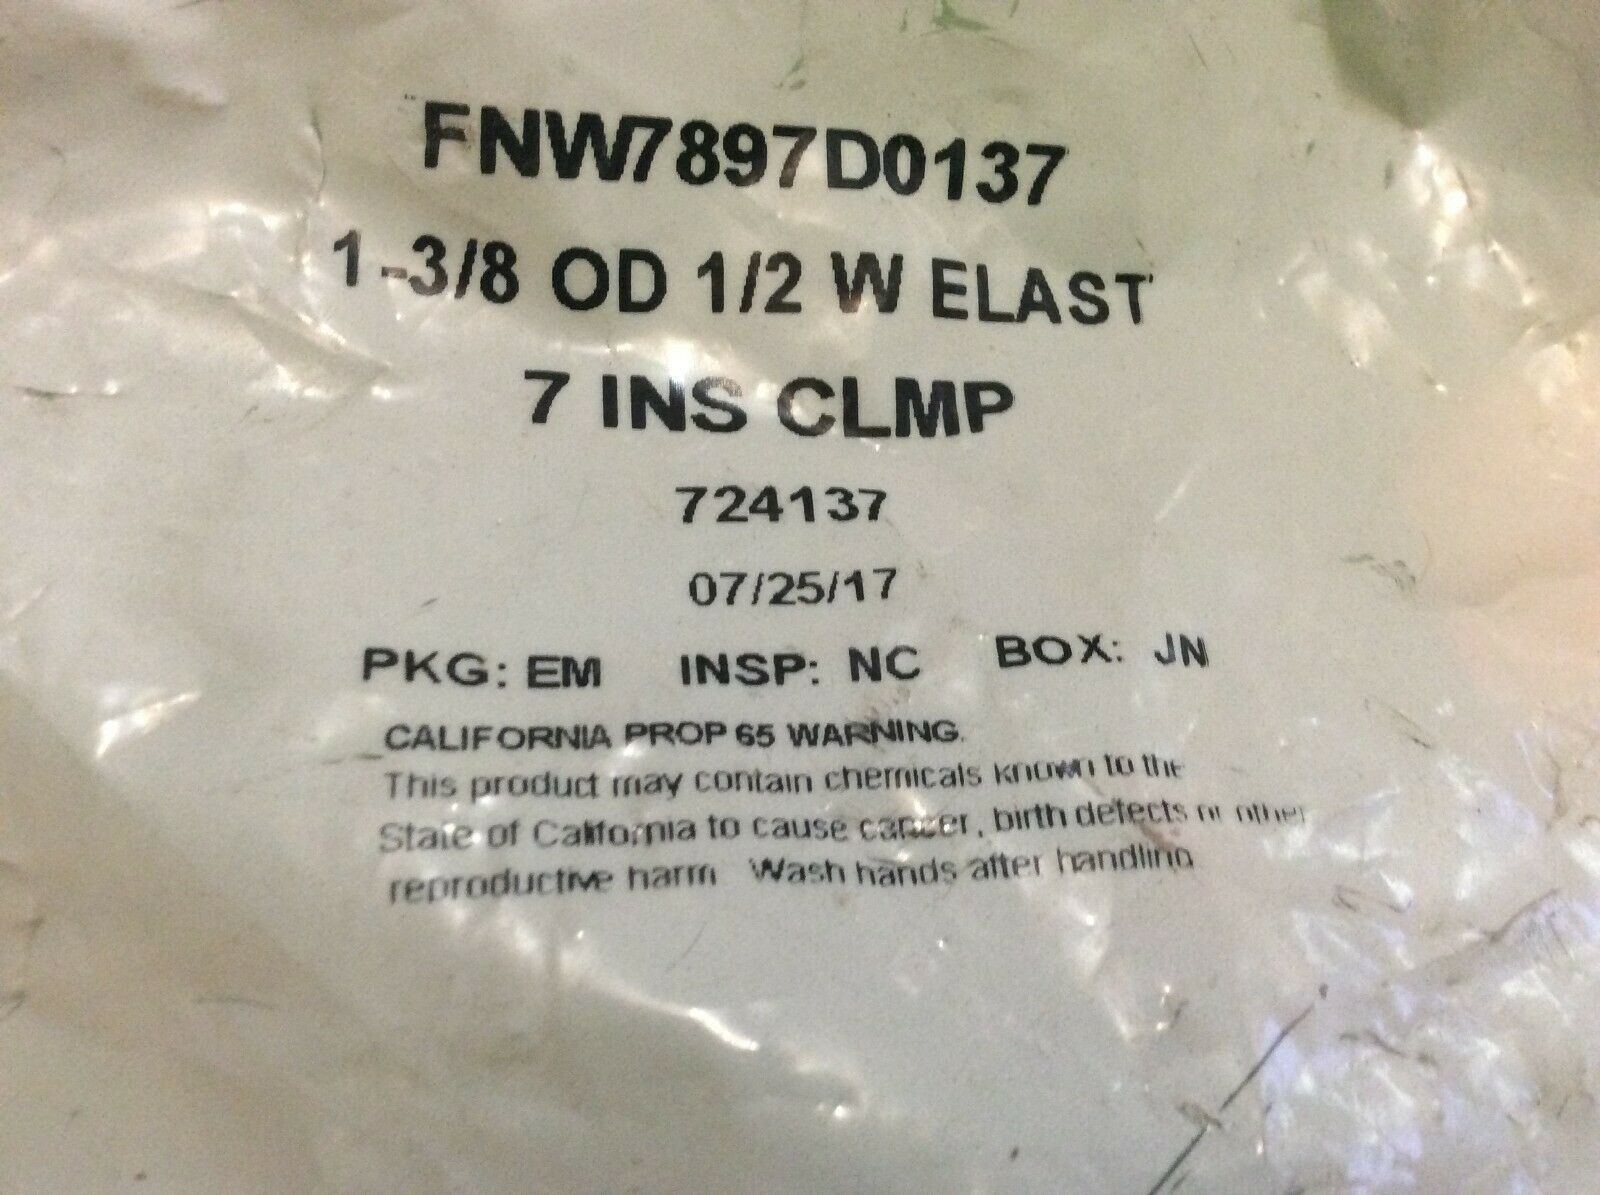 FNW7897D0137
1-3/8 OD 1/2 W ELAST
7 INS CLMP
724137
07/25/17
PKG: EM INSP: NC BOX: JN
CALIFORNIA PROP 65 WARNING.
This product may contain chemicals known to the
State of California to cause cancer, birth defects or other
reproductive harm. Wash hands after handling